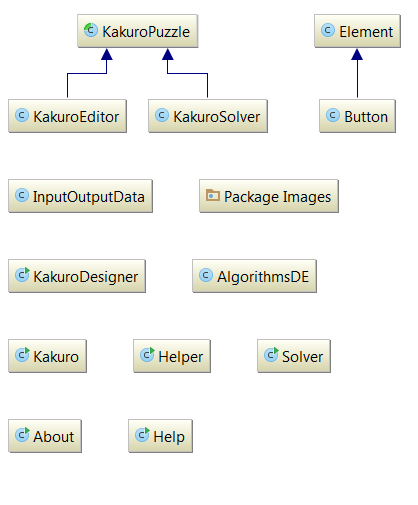 KakuroPuzzle
Element
KakuroEditor
KakuroSolver
Button
InputOutputData
Package Images
KakuroDesigner
AlgorithmsDE
Kakuro
Helper
Solver
About
Help